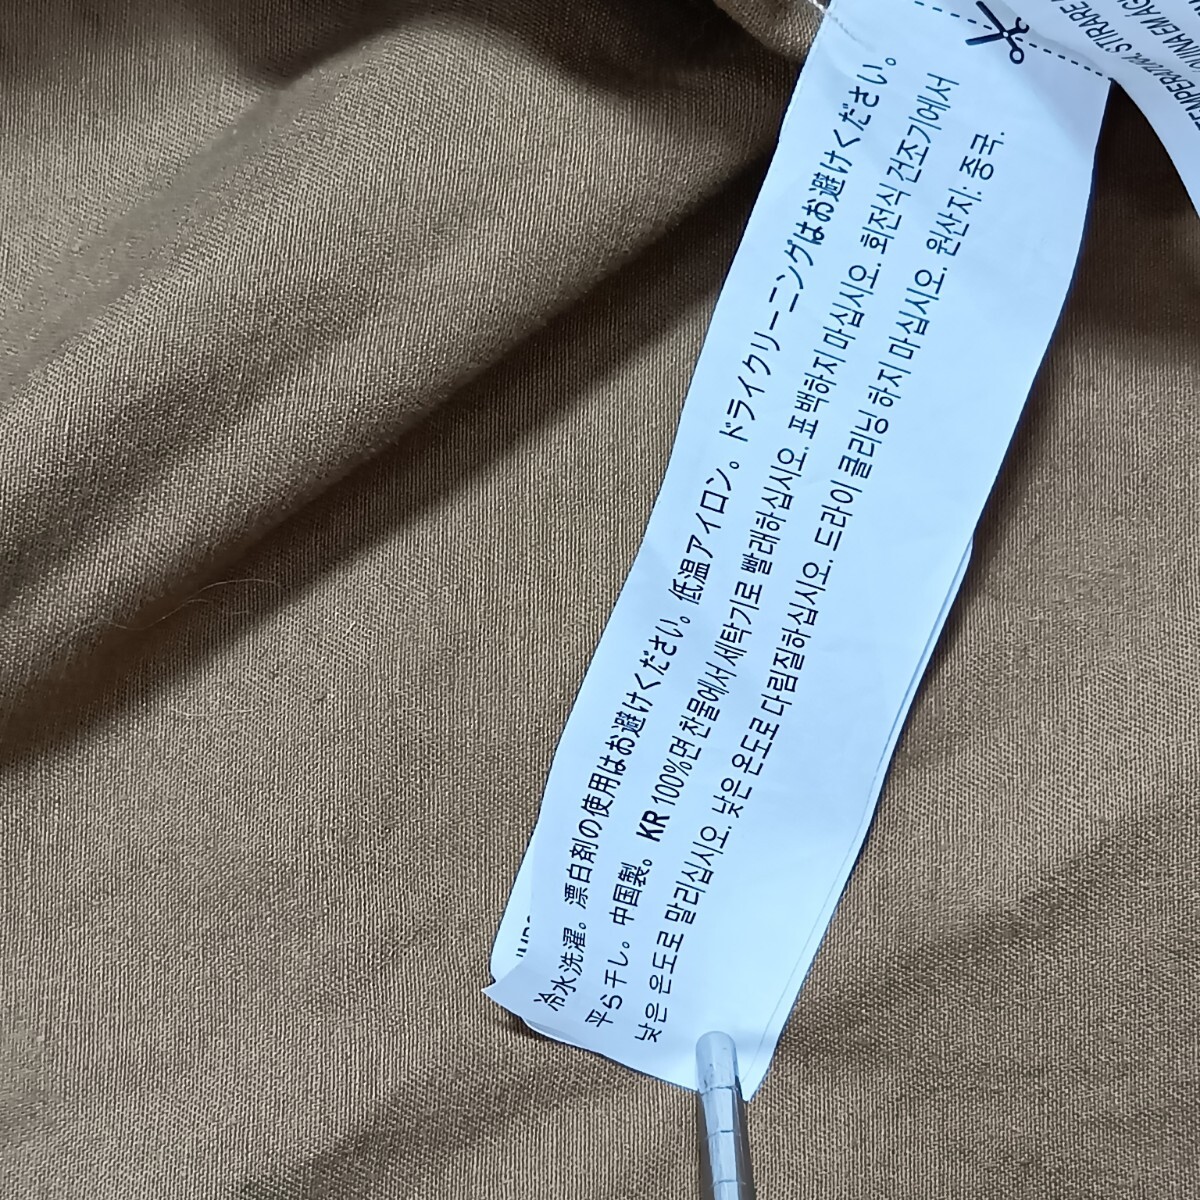 冷水洗濯。漂白剤の使用はお避けください。低温アイロン。ドライクリーニングはお避けください。
平ら干し。中国製。KR 100%면 찬물에서 세탁기로 빨래하십시오. 표백하지 마십시오. 회전식 건조기에서
낮은 온도로 말리십시오. 낮은 온도로 다림질하십시오. 드라이 클리닝 하지 마십시오. 원산지: 중국.
STIRARE